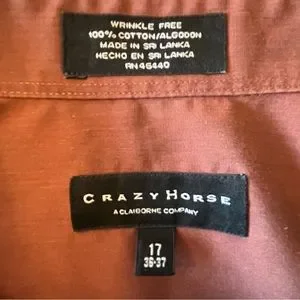 WRINKLE FREE
100% COTTON/ALGODON
MADE IN SRI LANKA
HECHO EN SRI LANKA
RN 46440
CRAZY HORSE
A CLAIBORNE COMPANY
17
36-37